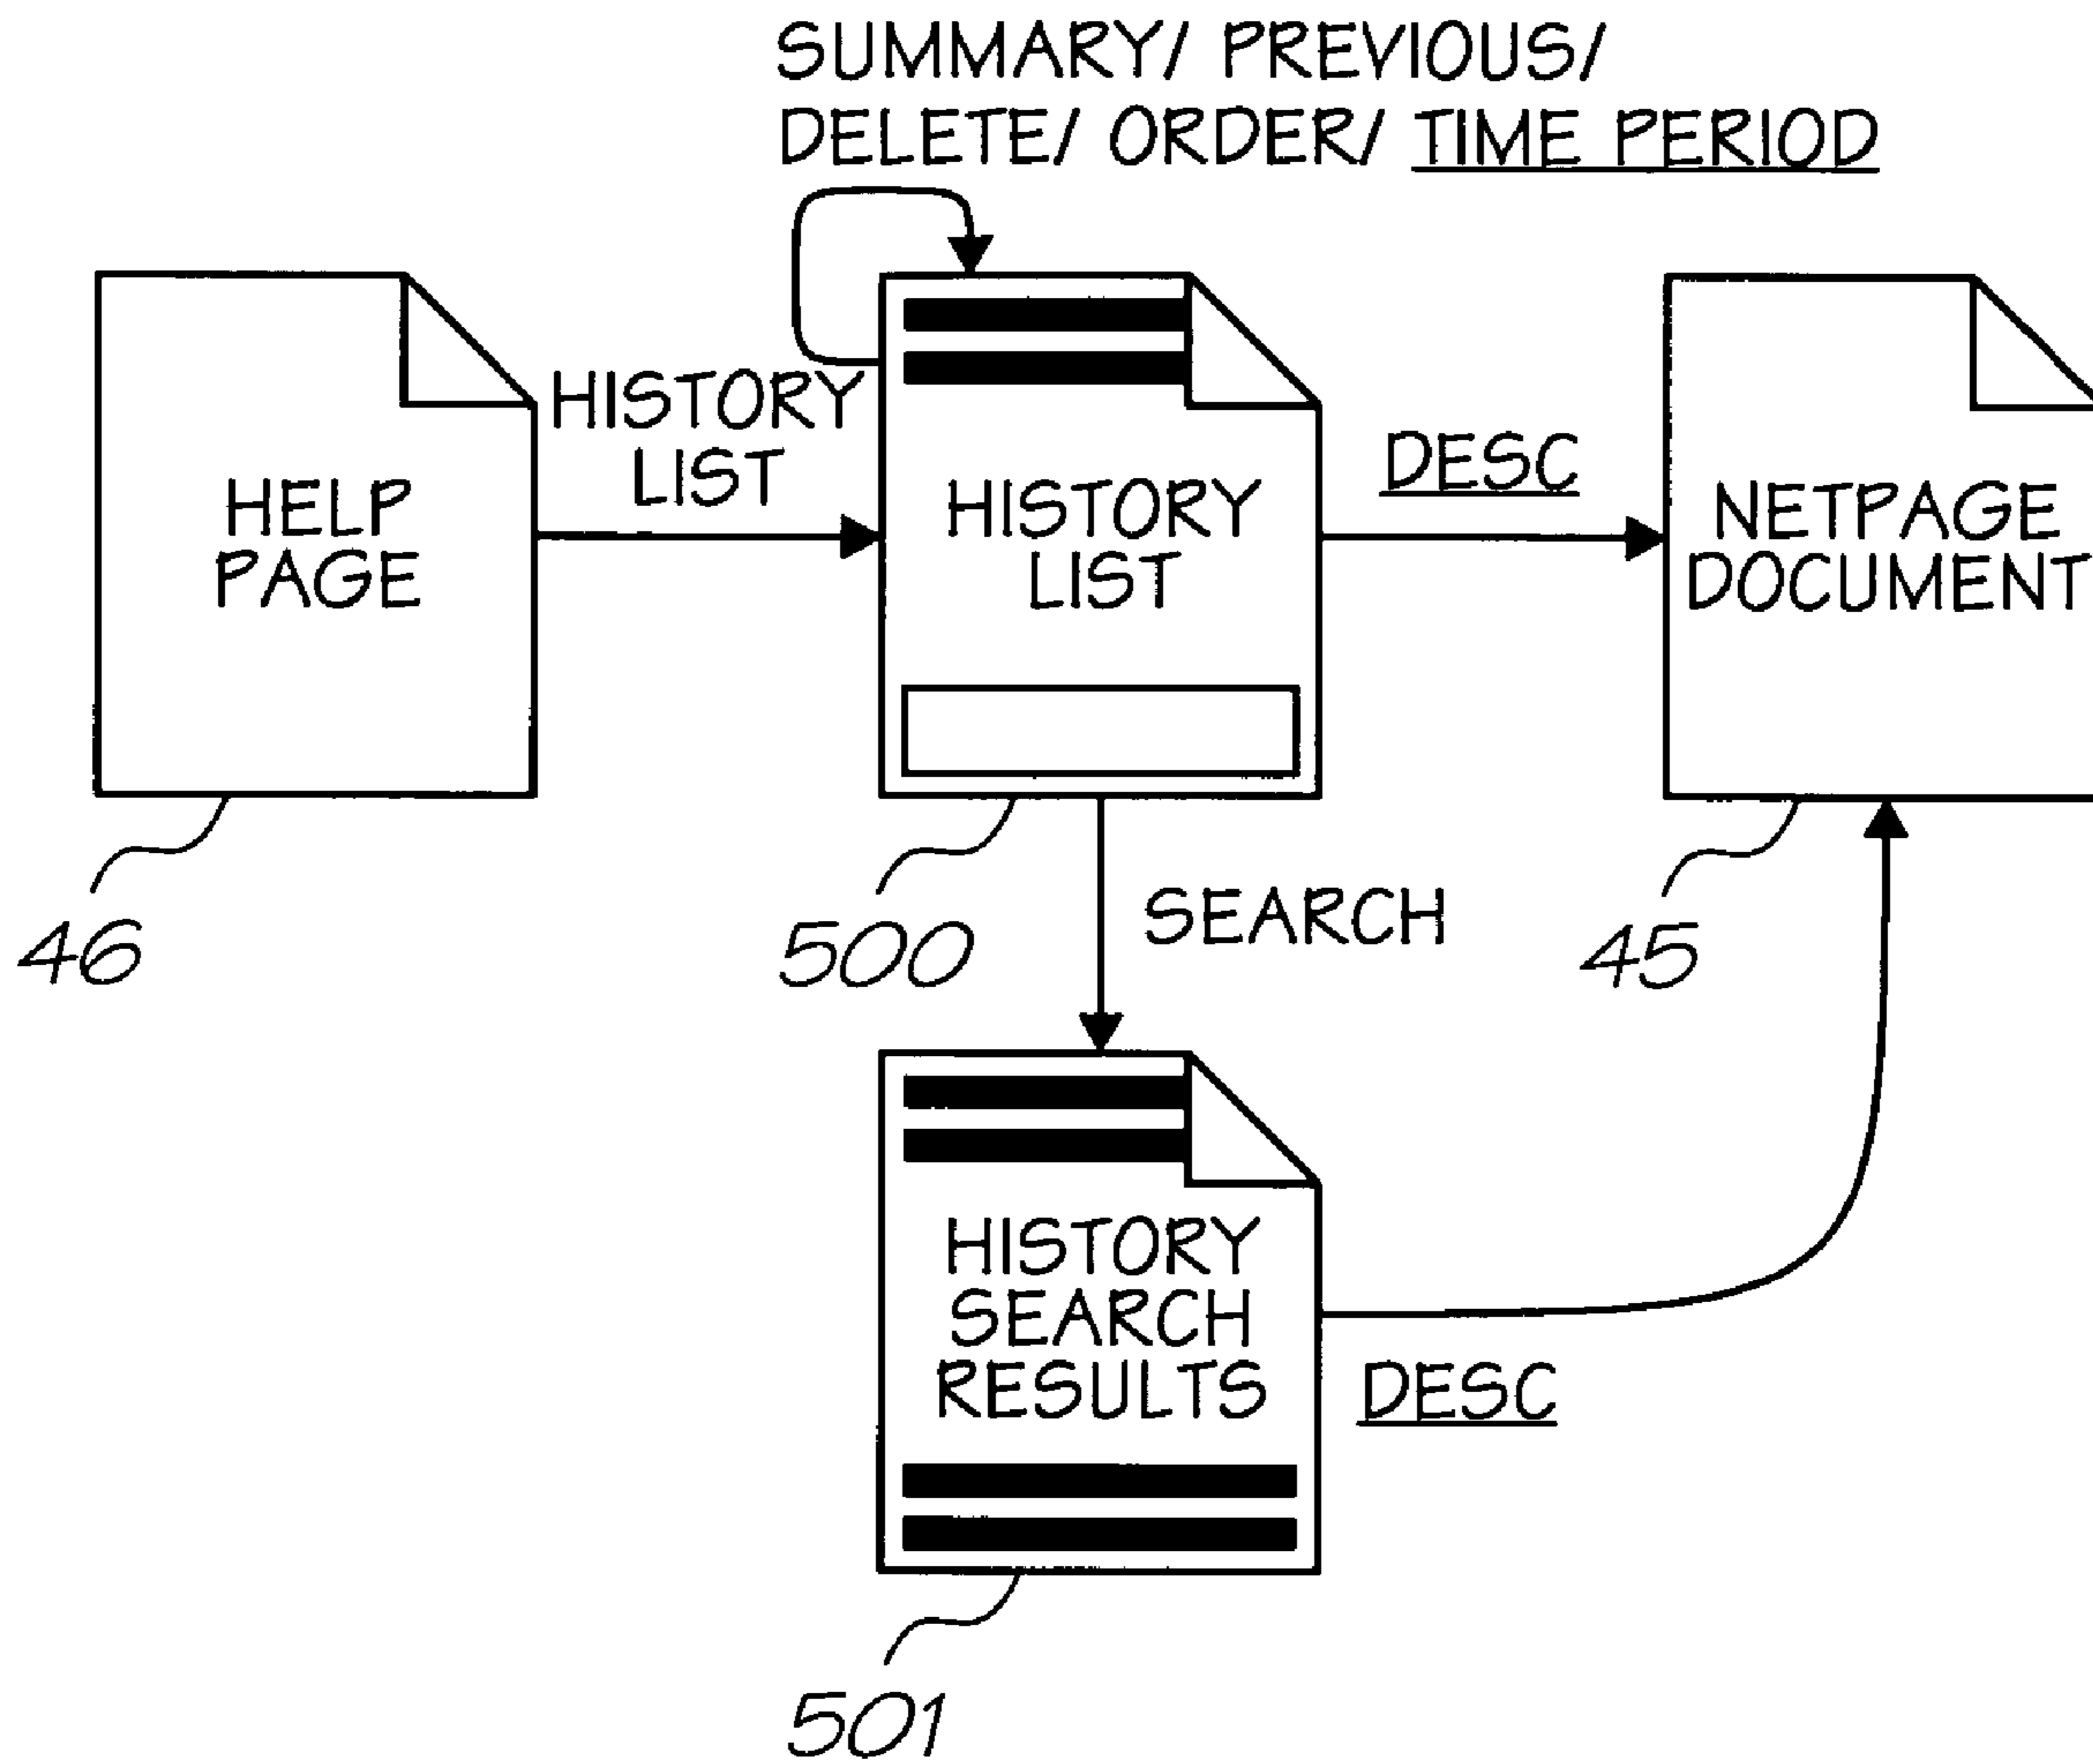 SUMMARY/ PREVIOUS/
DELETE/ ORDER/ TIME PERIOD
HELP
PAGE
HISTORY
LIST
HISTORY
LIST
DESC
NETPAGE
DOCUMENT
46
500
SEARCH
45
HISTORY
SEARCH
RESULTS
DESC
501